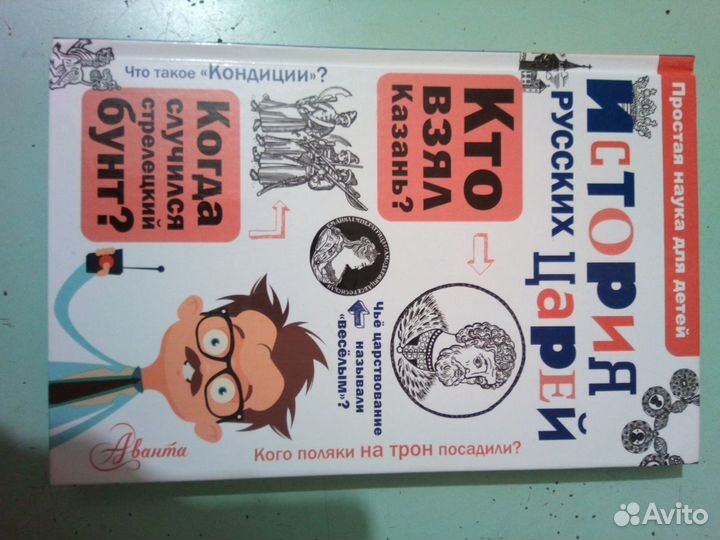 Простая наука для детей
ИСТОРИЯ
РУССКИХ ЦАРЕЙ
Кто
взял
Казань?
Чьё царствование
называли
«весёлым»?
Когда
случился
стрелецкий
бунт?
Что такое «Кондиции»?
Кого поляки на трон посадили?
Аванта
Avito